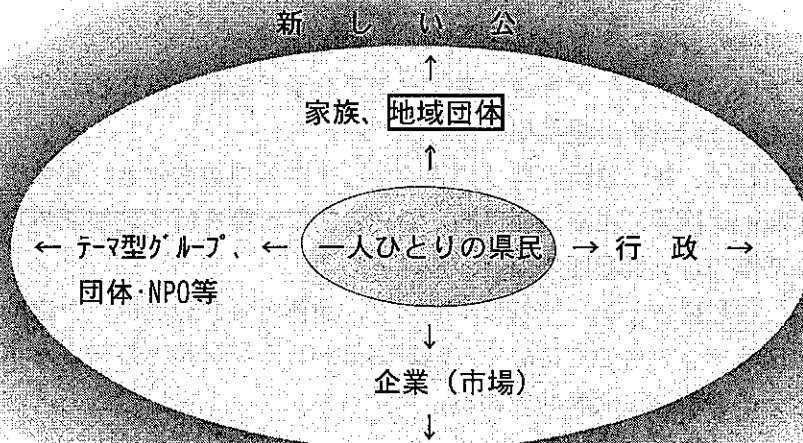 新しい公
↑
家族、地域団体
↑
← テーマ型グループ、 ← 一人ひとりの県民 → 行 政 →
団体・NPO等
↓
企業（市場）
↓